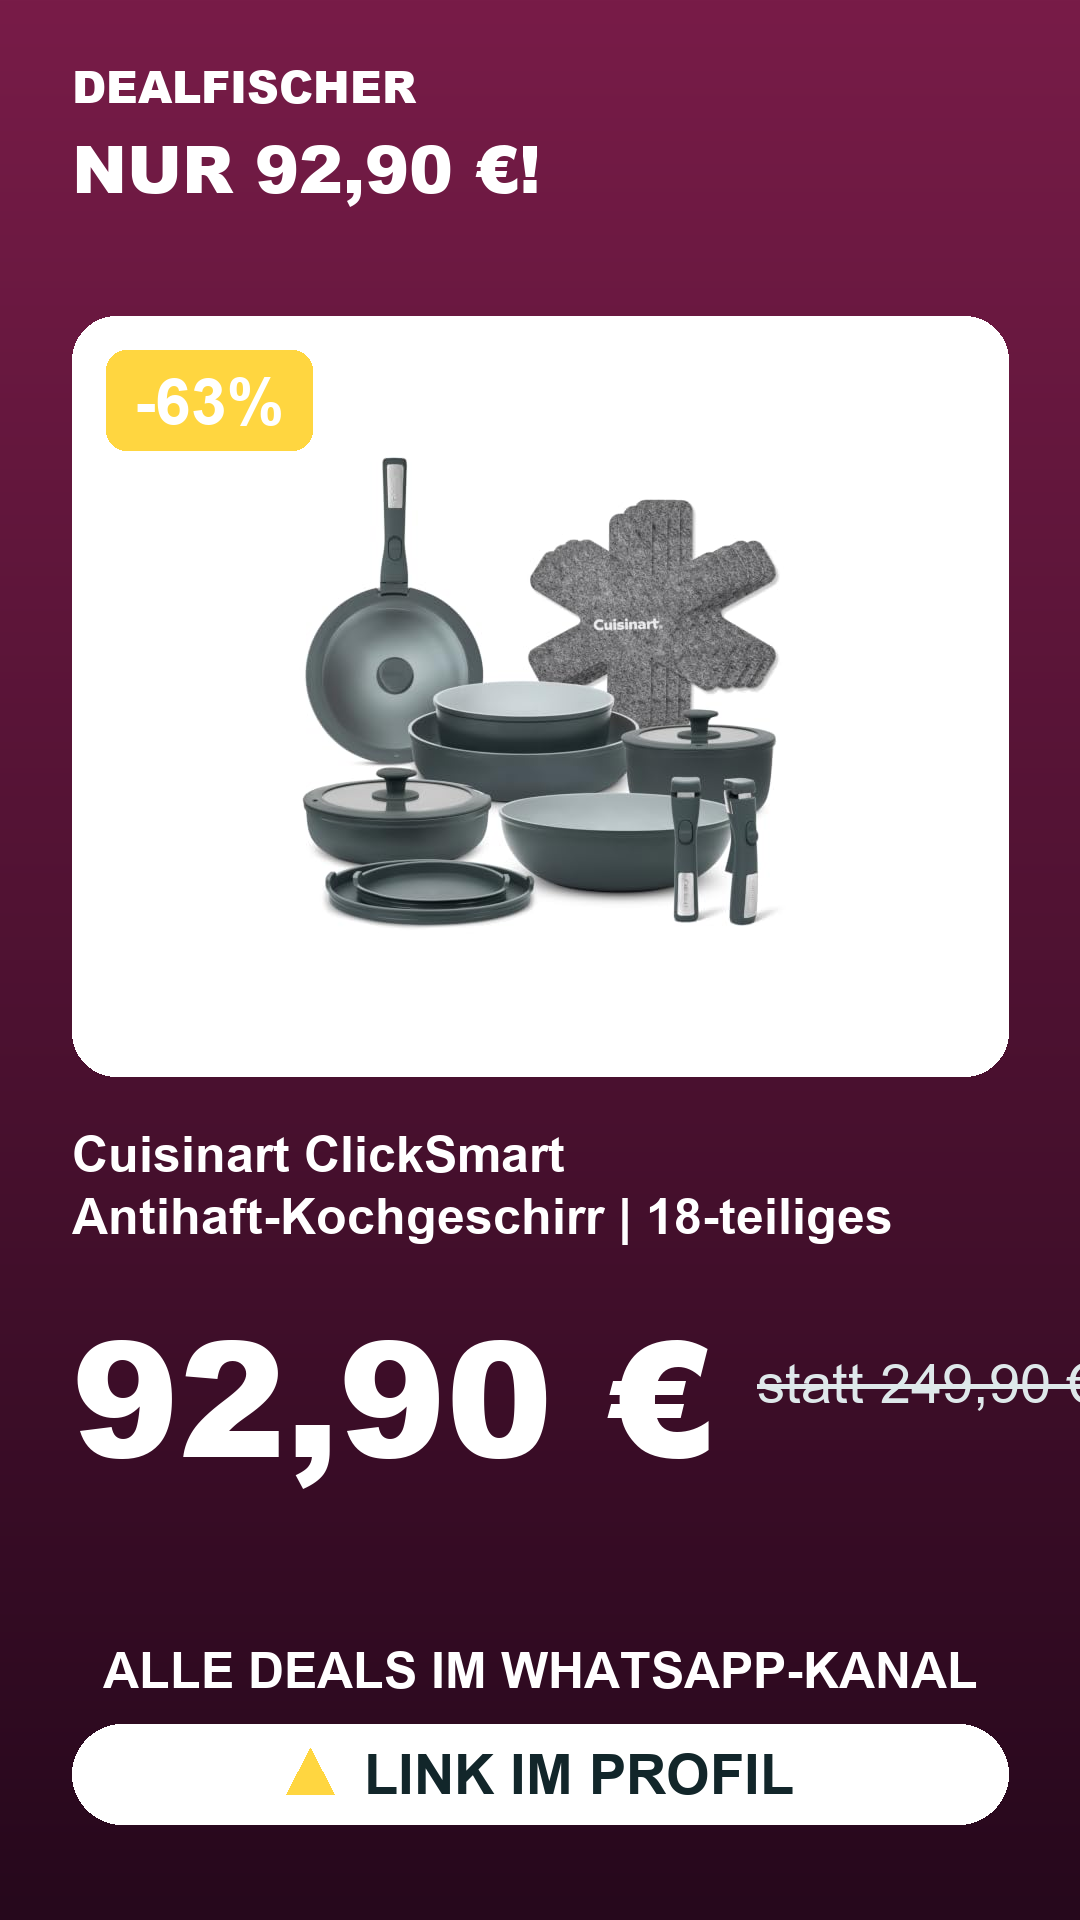 DEALFISCHER
NUR 92,90 €!
-63%
Cuisinart
Cuisinart ClickSmart
Antihaft-Kochgeschirr | 18-teiliges
92,90 € statt 249,90 €
ALLE DEALS IM WHATSAPP-KANAL
LINK IM PROFIL